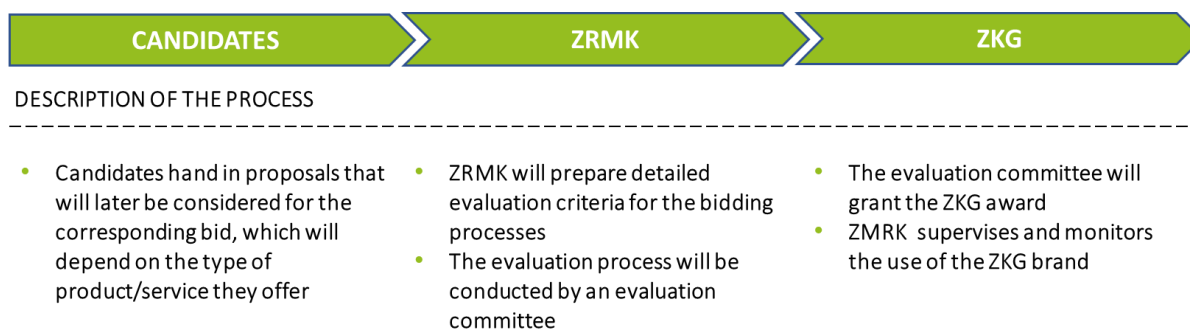 CANDIDATES
ZRMK
ZKG
DESCRIPTION OF THE PROCESS
• Candidates hand in proposals that
will later be considered for the
corresponding bid, which will
depend on the type of
product/service they offer
• ZRMK will prepare detailed
evaluation criteria for the bidding
processes
• The evaluation process will be
conducted by an evaluation
committee
• The evaluation committee will
grant the ZKG award
• ZMRK supervises and monitors
the use of the ZKG brand